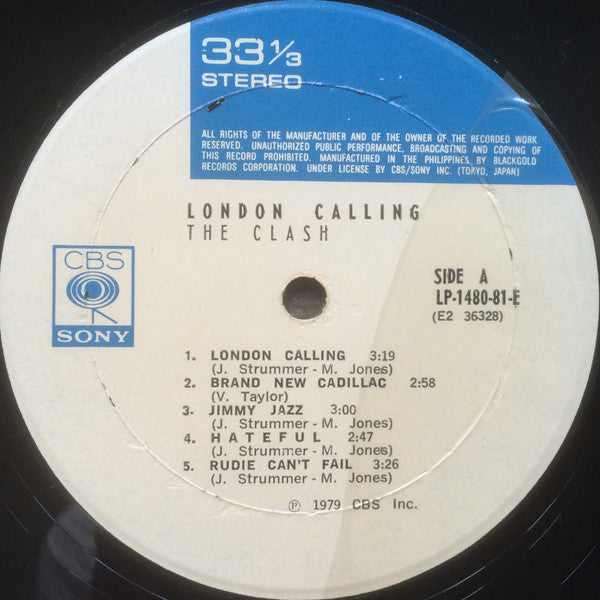 33 1/3
STEREO
ALL RIGHTS OF THE MANUFACTURER AND OF THE OWNER OF THE RECORDED WORK
RESERVED. UNAUTHORIZED PUBLIC PERFORMANCE, BROADCASTING AND COPYING OF
THIS RECORD PROHIBITED. MANUFACTURED IN THE PHILIPPINES, BY BLACKGOLD
RECORDS CORPORATION. UNDER LICENSE BY CBS/SONY INC. (TOKYO, JAPAN)
LONDON CALLING
THE CLASH
CBS
SONY
SIDE A
LP-1480-81-E
(E2 36328)
1. LONDON CALLING 3:19
(J. Strummer - M. Jones)
2. BRAND NEW CADILLAC 2:58
(V. Taylor)
3. JIMMY JAZZ 3:00
(J. Strummer - M. Jones)
4. HATEFUL 2:47
(J. Strummer - M. Jones)
5. RUDIE CAN'T FAIL 3:26
(J. Strummer - M. Jones)
℗ 1979 CBS Inc.